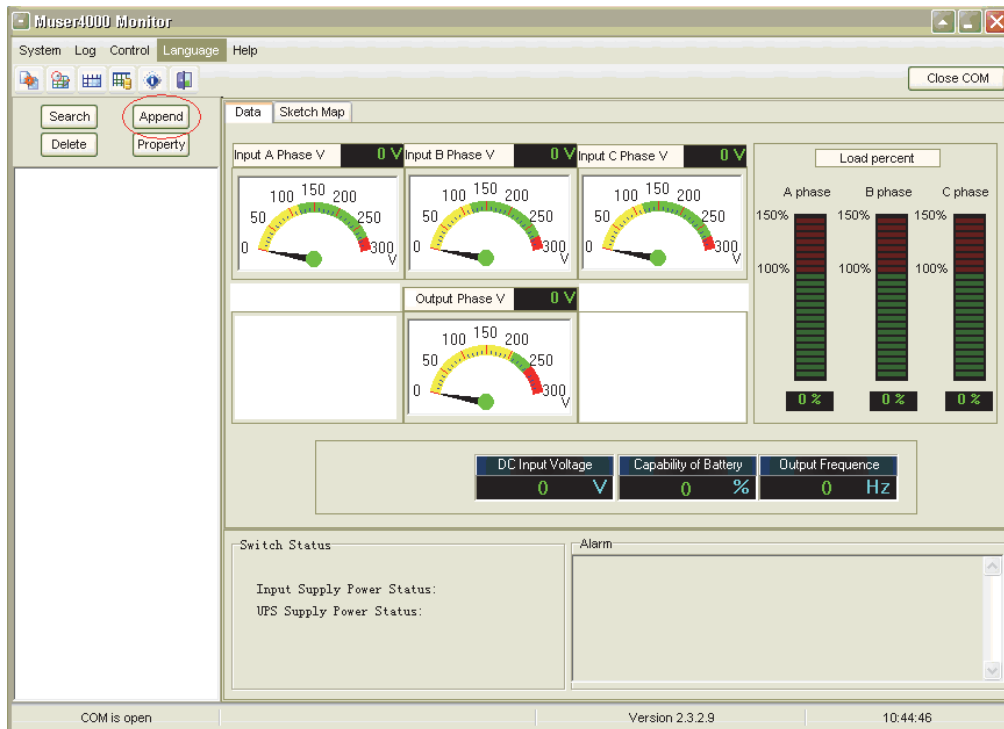 Muser4000 Monitor
System Log Control Language Help
Close COM
Search Append
Delete Property
Data Sketch Map
Input A Phase V 0 V Input B Phase V 0 V Input C Phase V 0 V
0 50 100 150 200 250 300 V
0 50 100 150 200 250 300 V
0 50 100 150 200 250 300 V
Output Phase V 0 V
0 50 100 150 200 250 300 V
Load percent
A phase B phase C phase
150% 150% 150%
100% 100% 100%
0 % 0 % 0 %
DC Input Voltage Capability of Battery Output Frequence
0 V 0 % 0 Hz
Switch Status
Input Supply Power Status:
UPS Supply Power Status:
Alarm
COM is open Version 2.3.2.9 10:44:46